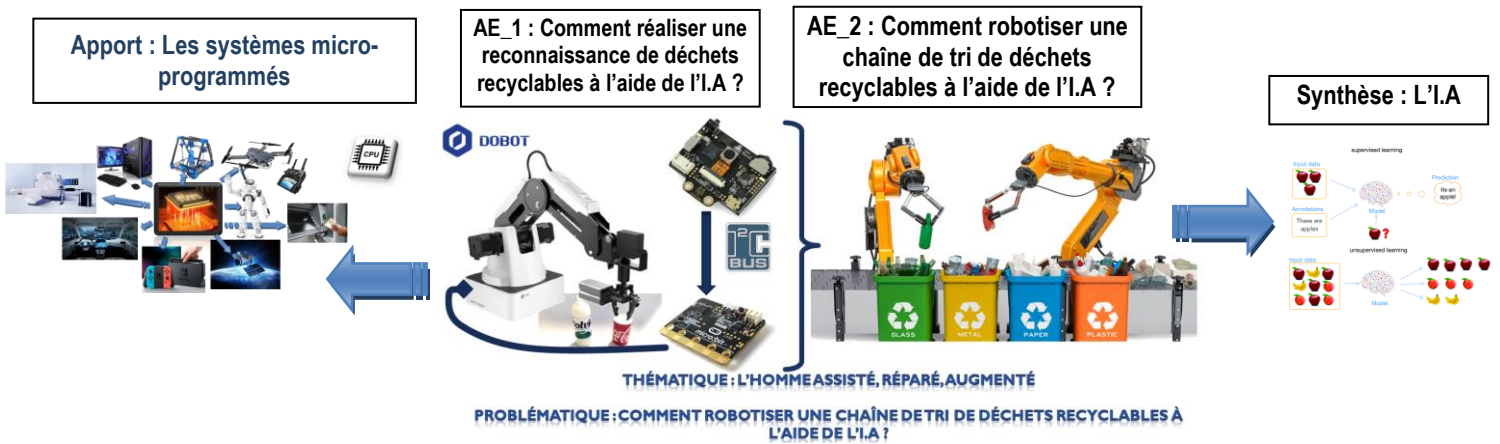 Apport : Les systèmes micro-
programmés
AE_1 : Comment réaliser une
reconnaissance de déchets
recyclables à l’aide de l’I.A ?
AE_2 : Comment robotiser une
chaîne de tri de déchets
recyclables à l’aide de l’I.A ?
Synthèse : L’I.A
CPU
DOBOT
I²C
BUS
micro:bit
GLASS
METAL
PAPER
PLASTIC
supervised learning
Input data
Annotations
These are
apples
Model
?
Prediction
Its an
apple!
unsupervised learning
Input data
Model
THÉMATIQUE : L’HOMME ASSISTÉ, RÉPARÉ, AUGMENTÉ
PROBLÉMATIQUE : COMMENT ROBOTISER UNE CHAÎNE DE TRI DE DÉCHETS RECYCLABLES À
L’AIDE DE L’I.A ?